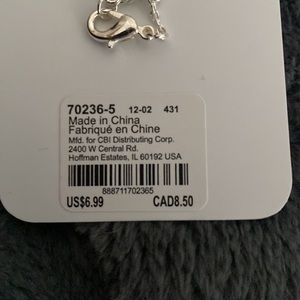 70236-5 12-02 431
Made in China
Fabriqué en Chine
Mfd. for CBI Distributing Corp.
2400 W Central Rd.
Hoffman Estates, IL 60192 USA
888711702365
US$6.99 CAD8.50